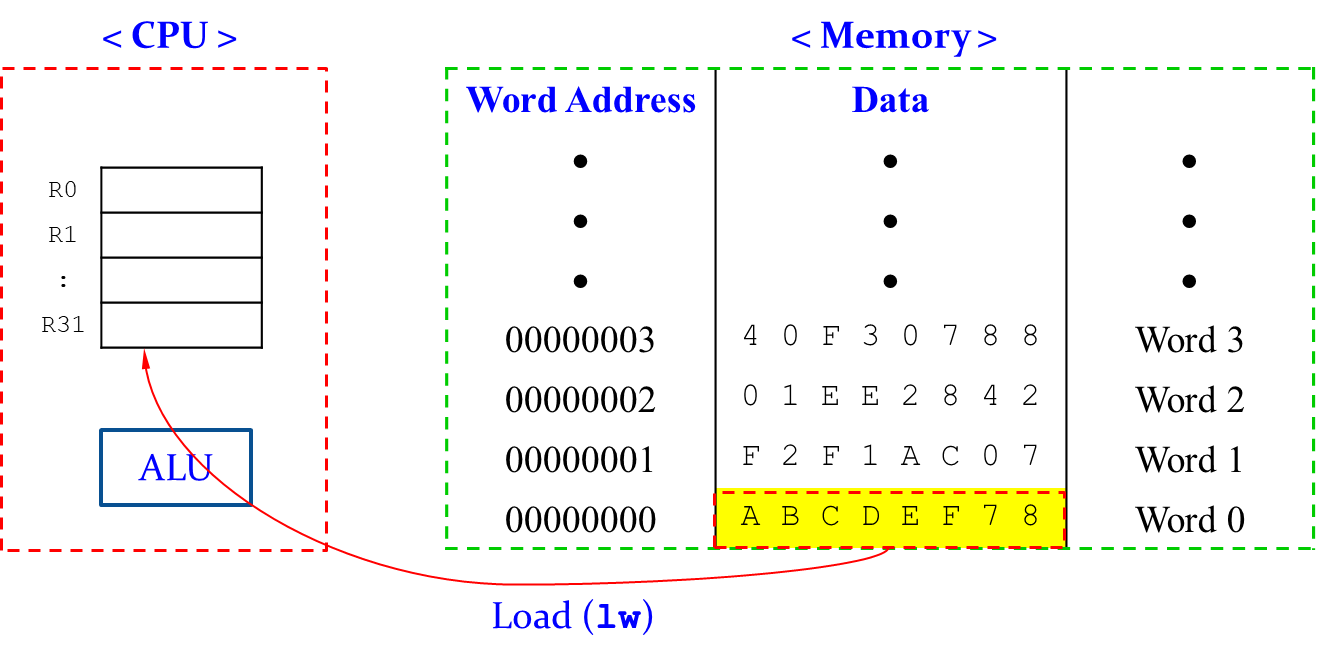 < CPU >
< Memory >
Word Address Data
R0
R1
:
R31
ALU
00000003 4 0 F 3 0 7 8 8 Word 3
00000002 0 1 E E 2 8 4 2 Word 2
00000001 F 2 F 1 A C 0 7 Word 1
00000000 A B C D E F 7 8 Word 0
Load (lw)